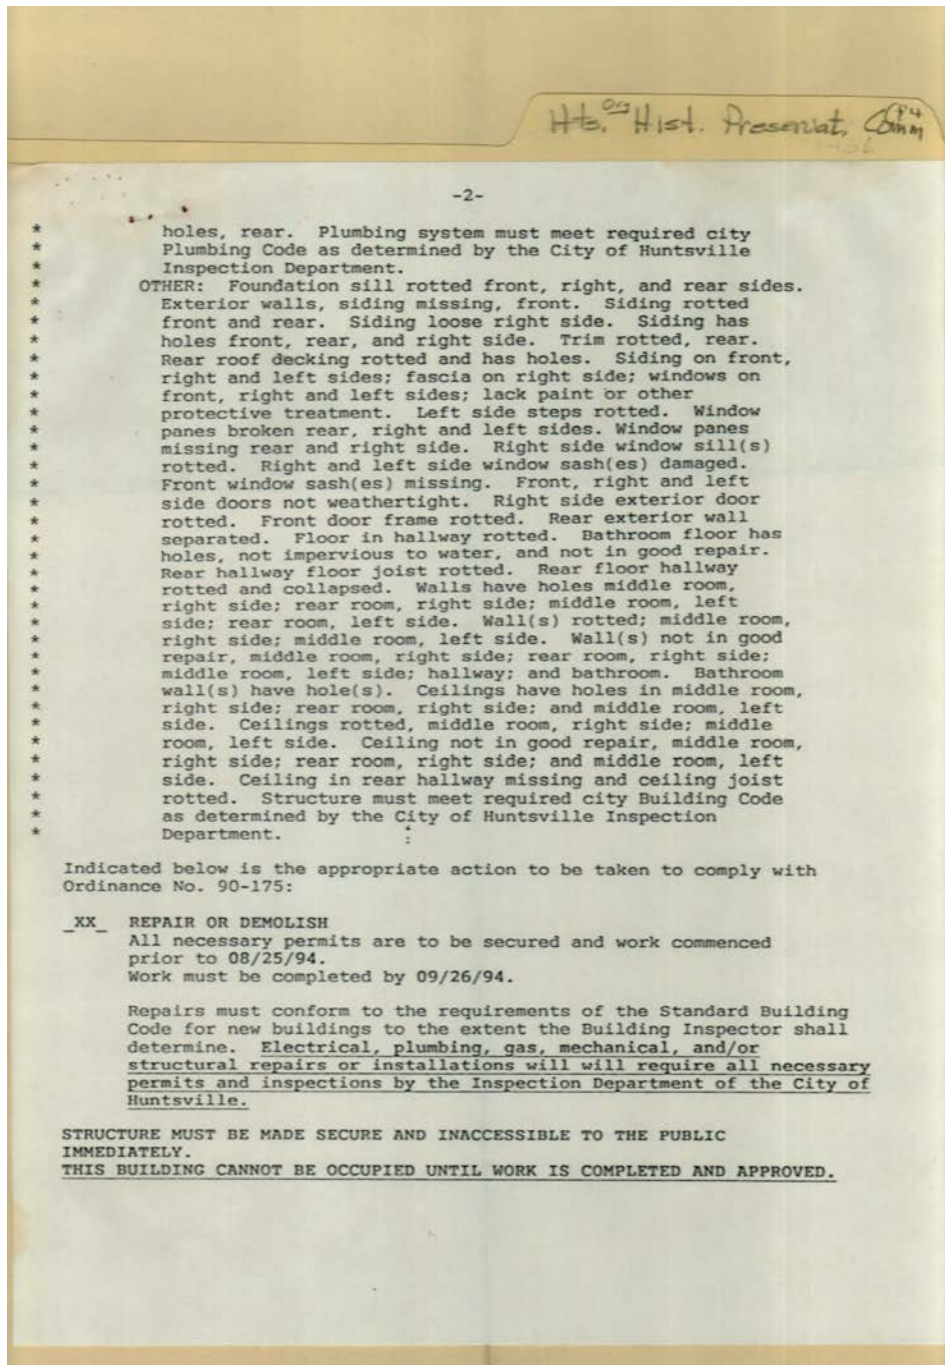 Hts. Org Hist. Preservat. Comm
-2-
* holes, rear. Plumbing system must meet required city
* Plumbing Code as determined by the City of Huntsville
* Inspection Department.
* OTHER: Foundation sill rotted front, right, and rear sides.
* Exterior walls, siding missing, front. Siding rotted
* front and rear. Siding loose right side. Siding has
* holes front, rear, and right side. Trim rotted, rear.
* Rear roof decking rotted and has holes. Siding on front,
* right and left sides; fascia on right side; windows on
* front, right and left sides; lack paint or other
* protective treatment. Left side steps rotted. Window
* panes broken rear, right and left sides. Window panes
* missing rear and right side. Right side window sill(s)
* rotted. Right and left side window sash(es) damaged.
* Front window sash(es) missing. Front, right and left
* side doors not weathertight. Right side exterior door
* rotted. Front door frame rotted. Rear exterior wall
* separated. Floor in hallway rotted. Bathroom floor has
* holes, not impervious to water, and not in good repair.
* Rear hallway floor joist rotted. Rear floor hallway
* rotted and collapsed. Walls have holes middle room,
* right side; rear room, right side; middle room, left
* side; rear room, left side. Wall(s) rotted; middle room,
* right side; middle room, left side. Wall(s) not in good
* repair, middle room, right side; rear room, right side;
* middle room, left side; hallway; and bathroom. Bathroom
* wall(s) have hole(s). Ceilings have holes in middle room,
* right side; rear room, right side; and middle room, left
* side. Ceilings rotted, middle room, right side; middle
* room, left side. Ceiling not in good repair, middle room,
* right side; rear room, right side; and middle room, left
* side. Ceiling in rear hallway missing and ceiling joist
* rotted. Structure must meet required city Building Code
* as determined by the City of Huntsville Inspection
* Department.
Indicated below is the appropriate action to be taken to comply with
Ordinance No. 90-175:
_XX_ REPAIR OR DEMOLISH
All necessary permits are to be secured and work commenced
prior to 08/25/94.
Work must be completed by 09/26/94.
Repairs must conform to the requirements of the Standard Building
Code for new buildings to the extent the Building Inspector shall
determine. Electrical, plumbing, gas, mechanical, and/or
structural repairs or installations will will require all necessary
permits and inspections by the Inspection Department of the City of
Huntsville.
STRUCTURE MUST BE MADE SECURE AND INACCESSIBLE TO THE PUBLIC
IMMEDIATELY.
THIS BUILDING CANNOT BE OCCUPIED UNTIL WORK IS COMPLETED AND APPROVED.